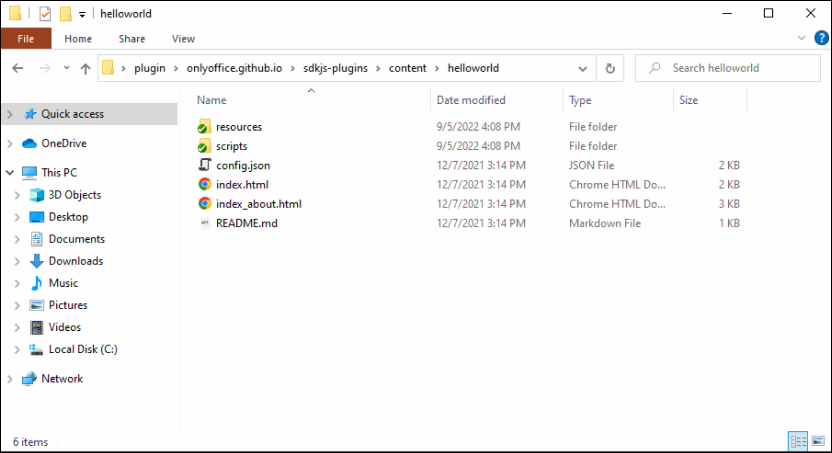 helloworld
File Home Share View
plugin onlyoffice.github.io sdkjs-plugins content helloworld Search helloworld
Name Date modified Type Size
Quick access
OneDrive
This PC
3D Objects
Desktop
Documents
Downloads
Music
Pictures
Videos
Local Disk (C:)
Network
resources 9/5/2022 4:08 PM File folder
scripts 9/5/2022 4:08 PM File folder
config.json 12/7/2021 3:14 PM JSON File 2 KB
index.html 12/7/2021 3:14 PM Chrome HTML Do... 2 KB
index_about.html 12/7/2021 3:14 PM Chrome HTML Do... 3 KB
README.md 12/7/2021 3:14 PM Markdown File 1 KB
6 items